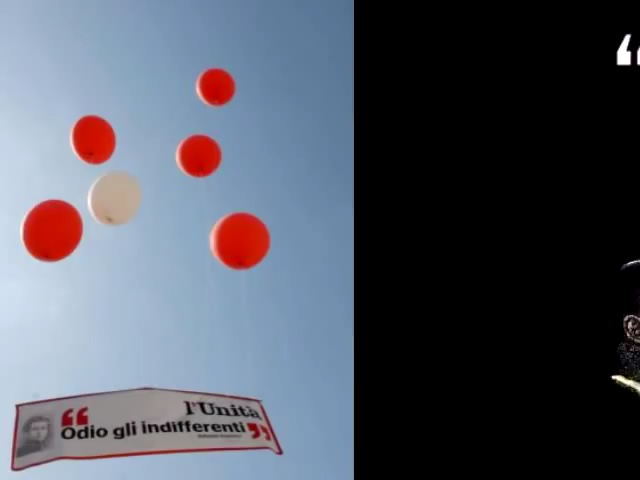 l'Unità
“Odio gli indifferenti”
“